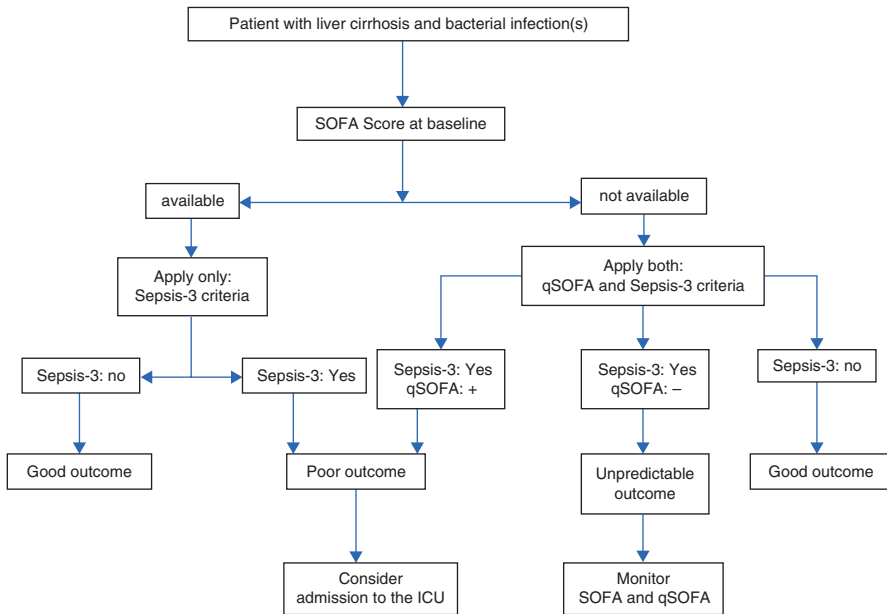 Patient with liver cirrhosis and bacterial infection(s)
SOFA Score at baseline
available
not available
Apply only:
Sepsis-3 criteria
Apply both:
qSOFA and Sepsis-3 criteria
Sepsis-3: no
Sepsis-3: Yes
Sepsis-3: Yes
qSOFA: +
Sepsis-3: Yes
qSOFA: –
Sepsis-3: no
Good outcome
Poor outcome
Unpredictable
outcome
Good outcome
Consider
admission to the ICU
Monitor
SOFA and qSOFA